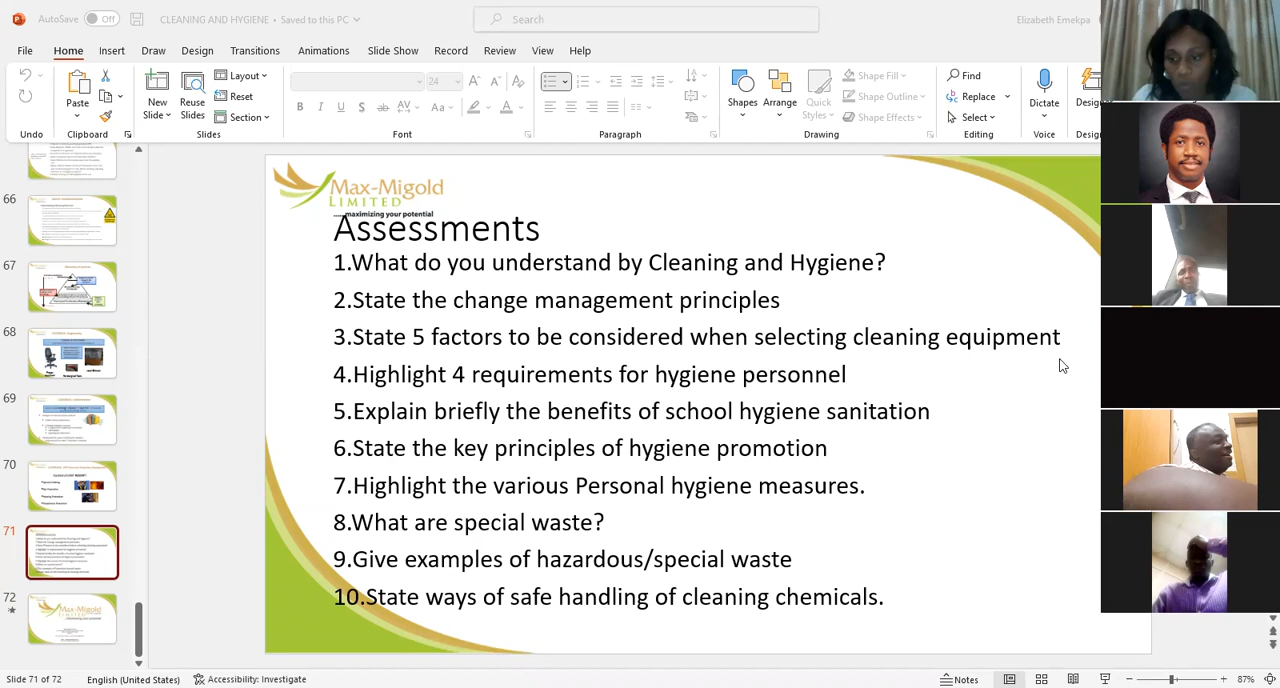 AutoSave Off CLEANING AND HYGIENE • Saved to this PC Search Elizabeth Emekpa
File Home Insert Draw Design Transitions Animations Slide Show Record Review View Help
Paste New Slide Reuse Slides Layout Reset Section 24 Shapes Arrange Quick Styles Shape Fill Shape Outline Shape Effects Find Replace Select Dictate
Undo Clipboard Slides Font Paragraph Drawing Editing Voice
66
67
68
69
70
71
72
Max-Migold
LIMITED
maximizing your potential
Assessments
1.What do you understand by Cleaning and Hygiene?
2.State the change management principles
3.State 5 factors to be considered when selecting cleaning equipment
4.Highlight 4 requirements for hygiene personnel
5.Explain briefly the benefits of school hygiene sanitation
6.State the key principles of hygiene promotion
7.Highlight the various Personal hygiene measures.
8.What are special waste?
9.Give examples of hazardous/special waste
10.State ways of safe handling of cleaning chemicals.
Slide 71 of 72 English (United States) Accessibility: Investigate Notes 87%